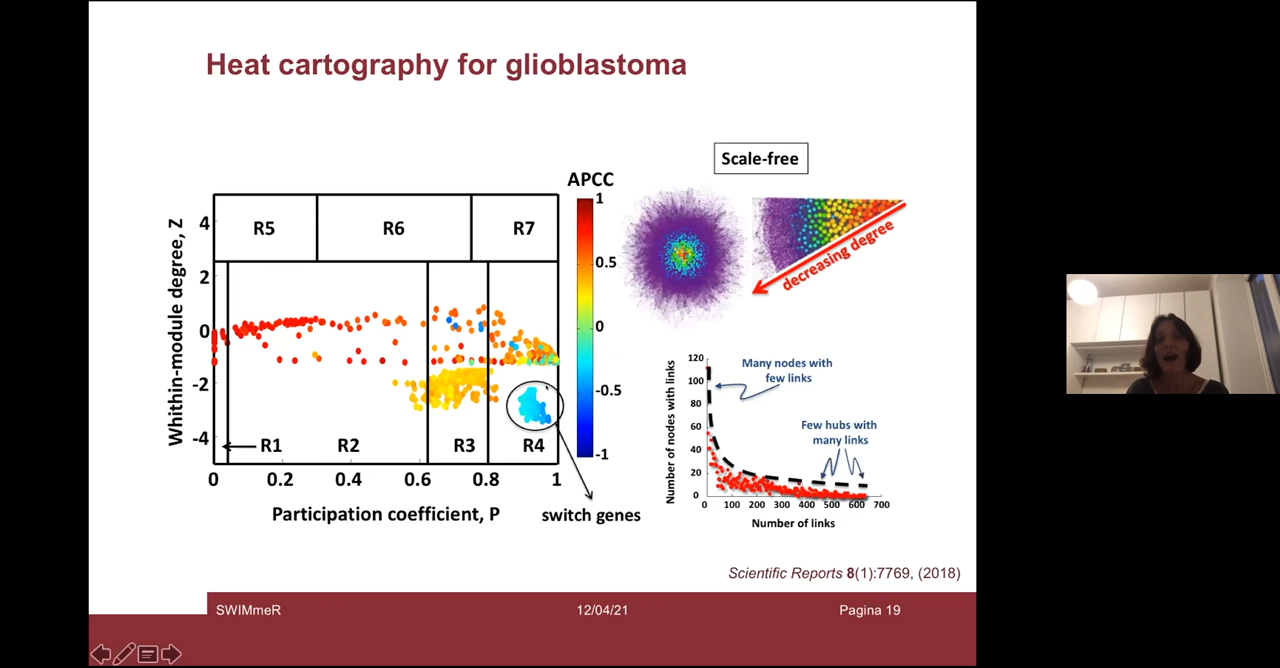 Heat cartography for glioblastoma
Scale-free
APCC
1
0.5
0
-0.5
-1
Whithin-module degree, Z
4
2
0
-2
-4
R5
R6
R7
R1
R2
R3
R4
0
0.2
0.4
0.6
0.8
1
Participation coefficient, P
switch genes
decreasing degree
Number of nodes with links
120
100
80
60
40
20
0
Many nodes with
few links
Few hubs with
many links
0
100
200
300
400
500
600
700
Number of links
Scientific Reports 8(1):7769, (2018)
SWIMmeR
12/04/21
Pagina 19